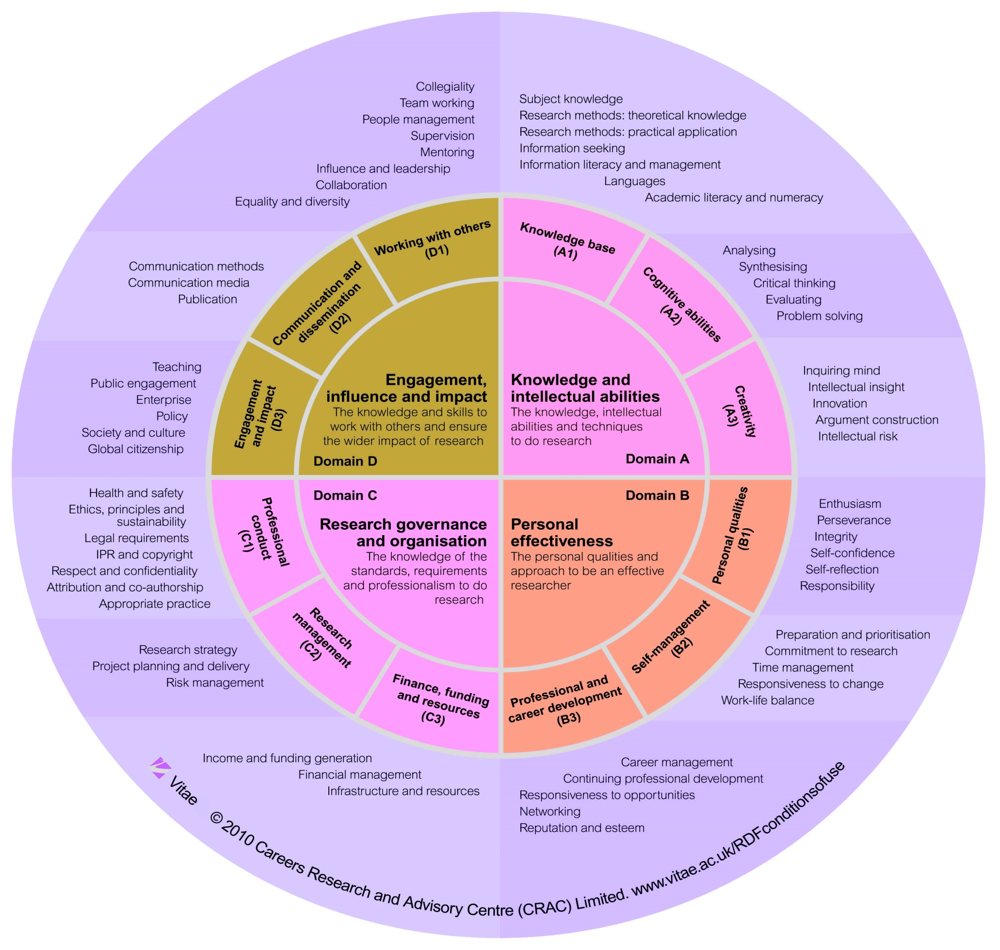 Collegiality
Team working
People management
Supervision
Mentoring
Influence and leadership
Collaboration
Equality and diversity
Subject knowledge
Research methods: theoretical knowledge
Research methods: practical application
Information seeking
Information literacy and management
Languages
Academic literacy and numeracy
Working with others
(D1)
Knowledge base
(A1)
Communication methods
Communication media
Publication
Communication and
dissemination
(D2)
Cognitive abilities
(A2)
Analysing
Synthesising
Critical thinking
Evaluating
Problem solving
Teaching
Public engagement
Enterprise
Policy
Society and culture
Global citizenship
Engagement
and impact
(D3)
Engagement,
influence and impact
The knowledge and skills to
work with others and ensure
the wider impact of research
Domain D
Knowledge and
intellectual abilities
The knowledge, intellectual
abilities and techniques
to do research
Domain A
Creativity
(A3)
Inquiring mind
Intellectual insight
Innovation
Argument construction
Intellectual risk
Health and safety
Ethics, principles and
sustainability
Legal requirements
IPR and copyright
Respect and confidentiality
Attribution and co-authorship
Appropriate practice
Professional
conduct
(C1)
Domain C
Research governance
and organisation
The knowledge of the
standards, requirements
and professionalism to do
research
Domain B
Personal
effectiveness
The personal qualities and
approach to be an effective
researcher
Personal qualities
(B1)
Enthusiasm
Perseverance
Integrity
Self-confidence
Self-reflection
Responsibility
Research strategy
Project planning and delivery
Risk management
Research
management
(C2)
Self-management
(B2)
Preparation and prioritisation
Commitment to research
Time management
Responsiveness to change
Work-life balance
Finance, funding
and resources
(C3)
Professional and
career development
(B3)
Income and funding generation
Financial management
Infrastructure and resources
Career management
Continuing professional development
Responsiveness to opportunities
Networking
Reputation and esteem
Vitae © 2010 Careers Research and Advisory Centre (CRAC) Limited. www.vitae.ac.uk/RDFconditionsofuse